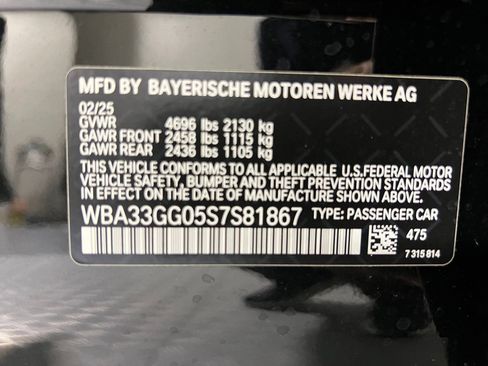 MFD BY BAYERISCHE MOTOREN WERKE AG
02/25
GVWR 4696 lbs 2130 kg
GAWR FRONT 2458 lbs 1115 kg
GAWR REAR 2436 lbs 1105 kg
THIS VEHICLE CONFORMS TO ALL APPLICABLE U.S.FEDERAL MOTOR
VEHICLE SAFETY, BUMPER, AND THEFT PREVENTION STANDARDS
IN EFFECT ON THE DATE OF MANUFACTURE SHOWN ABOVE.
WBA33GG05S7S81867 TYPE: PASSENGER CAR
475
7 315 814